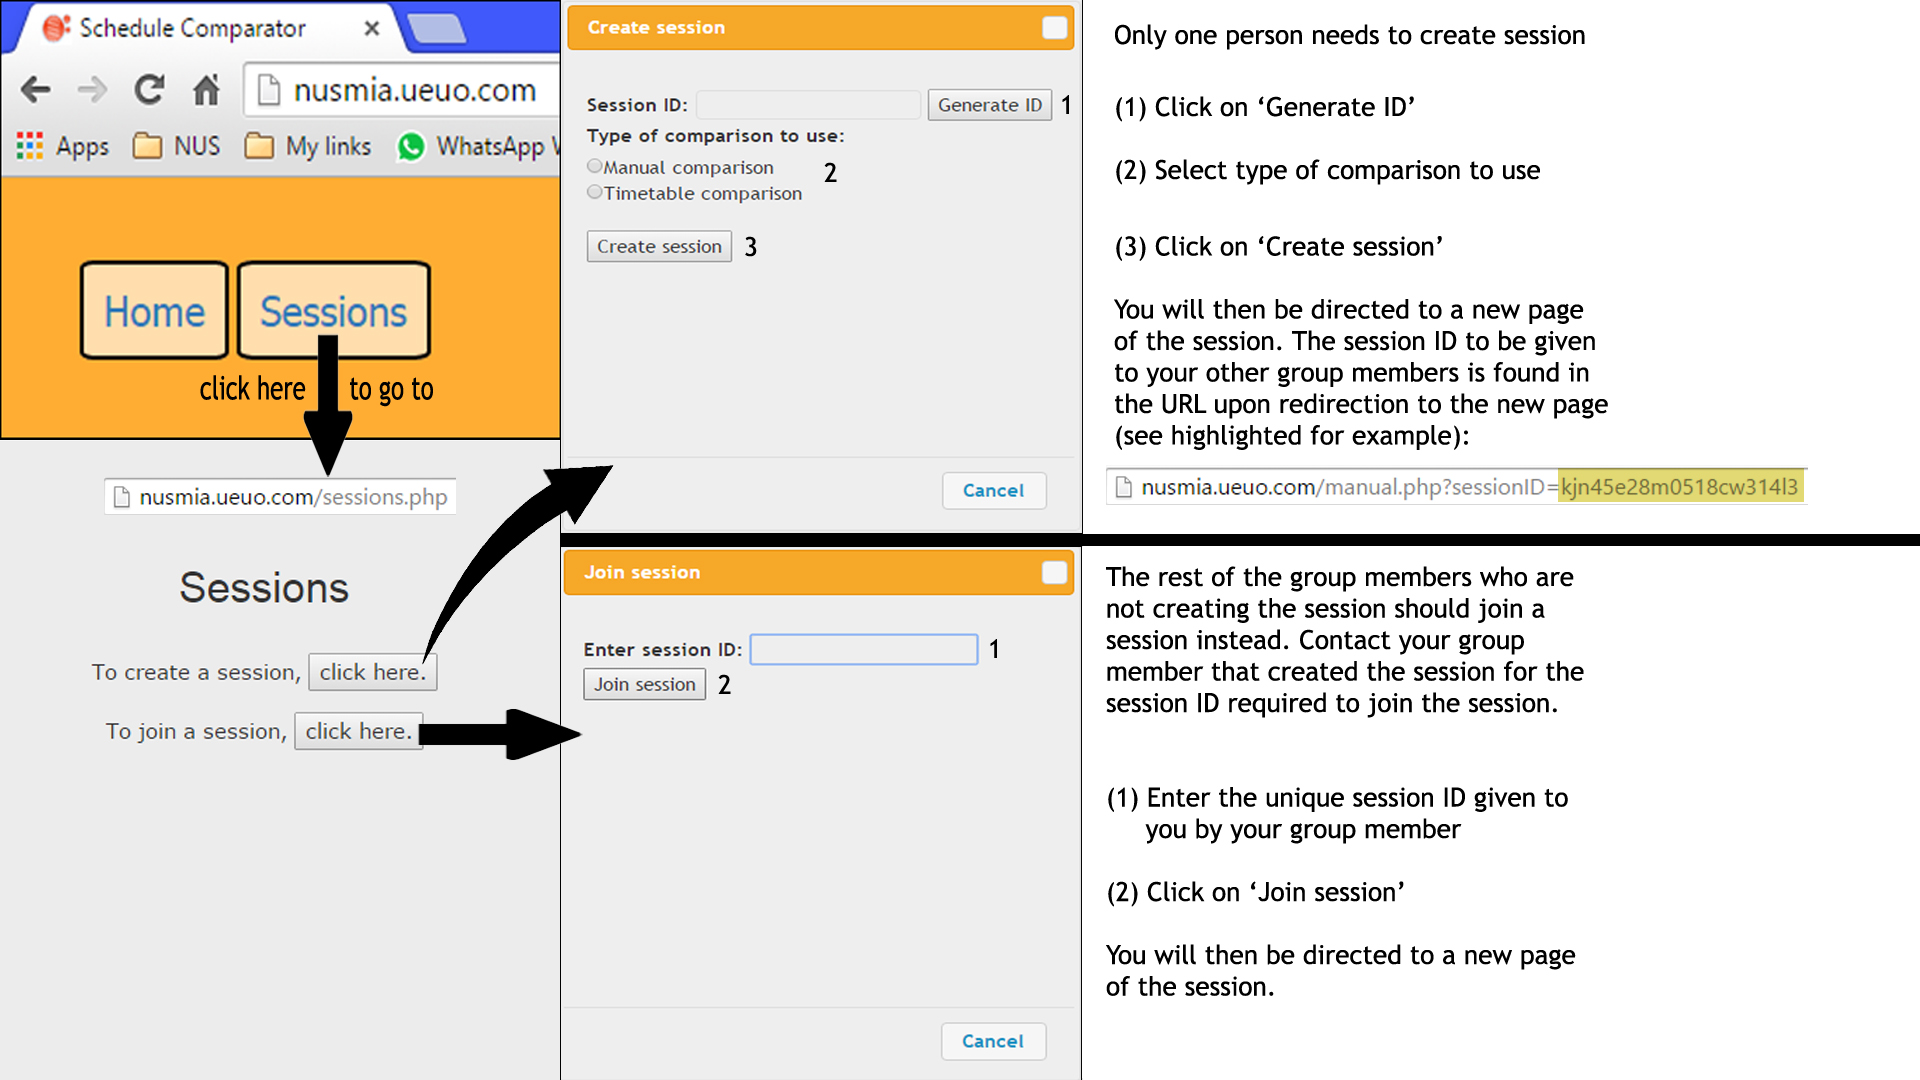 Schedule Comparator
nusmia.ueuo.com
Apps NUS My links WhatsApp
Home Sessions
click here to go to
nusmia.ueuo.com/sessions.php
Sessions
To create a session, click here.
To join a session, click here.
Create session
Session ID: Generate ID 1
Type of comparison to use:
Manual comparison 2
Timetable comparison
Create session 3
Cancel
Only one person needs to create session
(1) Click on ‘Generate ID’
(2) Select type of comparison to use
(3) Click on ‘Create session’
You will then be directed to a new page
of the session. The session ID to be given
to your other group members is found in
the URL upon redirection to the new page
(see highlighted for example):
nusmia.ueuo.com/manual.php?sessionID=kjn45e28m0518cw314l3
Join session
Enter session ID: 1
Join session 2
Cancel
The rest of the group members who are
not creating the session should join a
session instead. Contact your group
member that created the session for the
session ID required to join the session.
(1) Enter the unique session ID given to
you by your group member
(2) Click on ‘Join session’
You will then be directed to a new page
of the session.